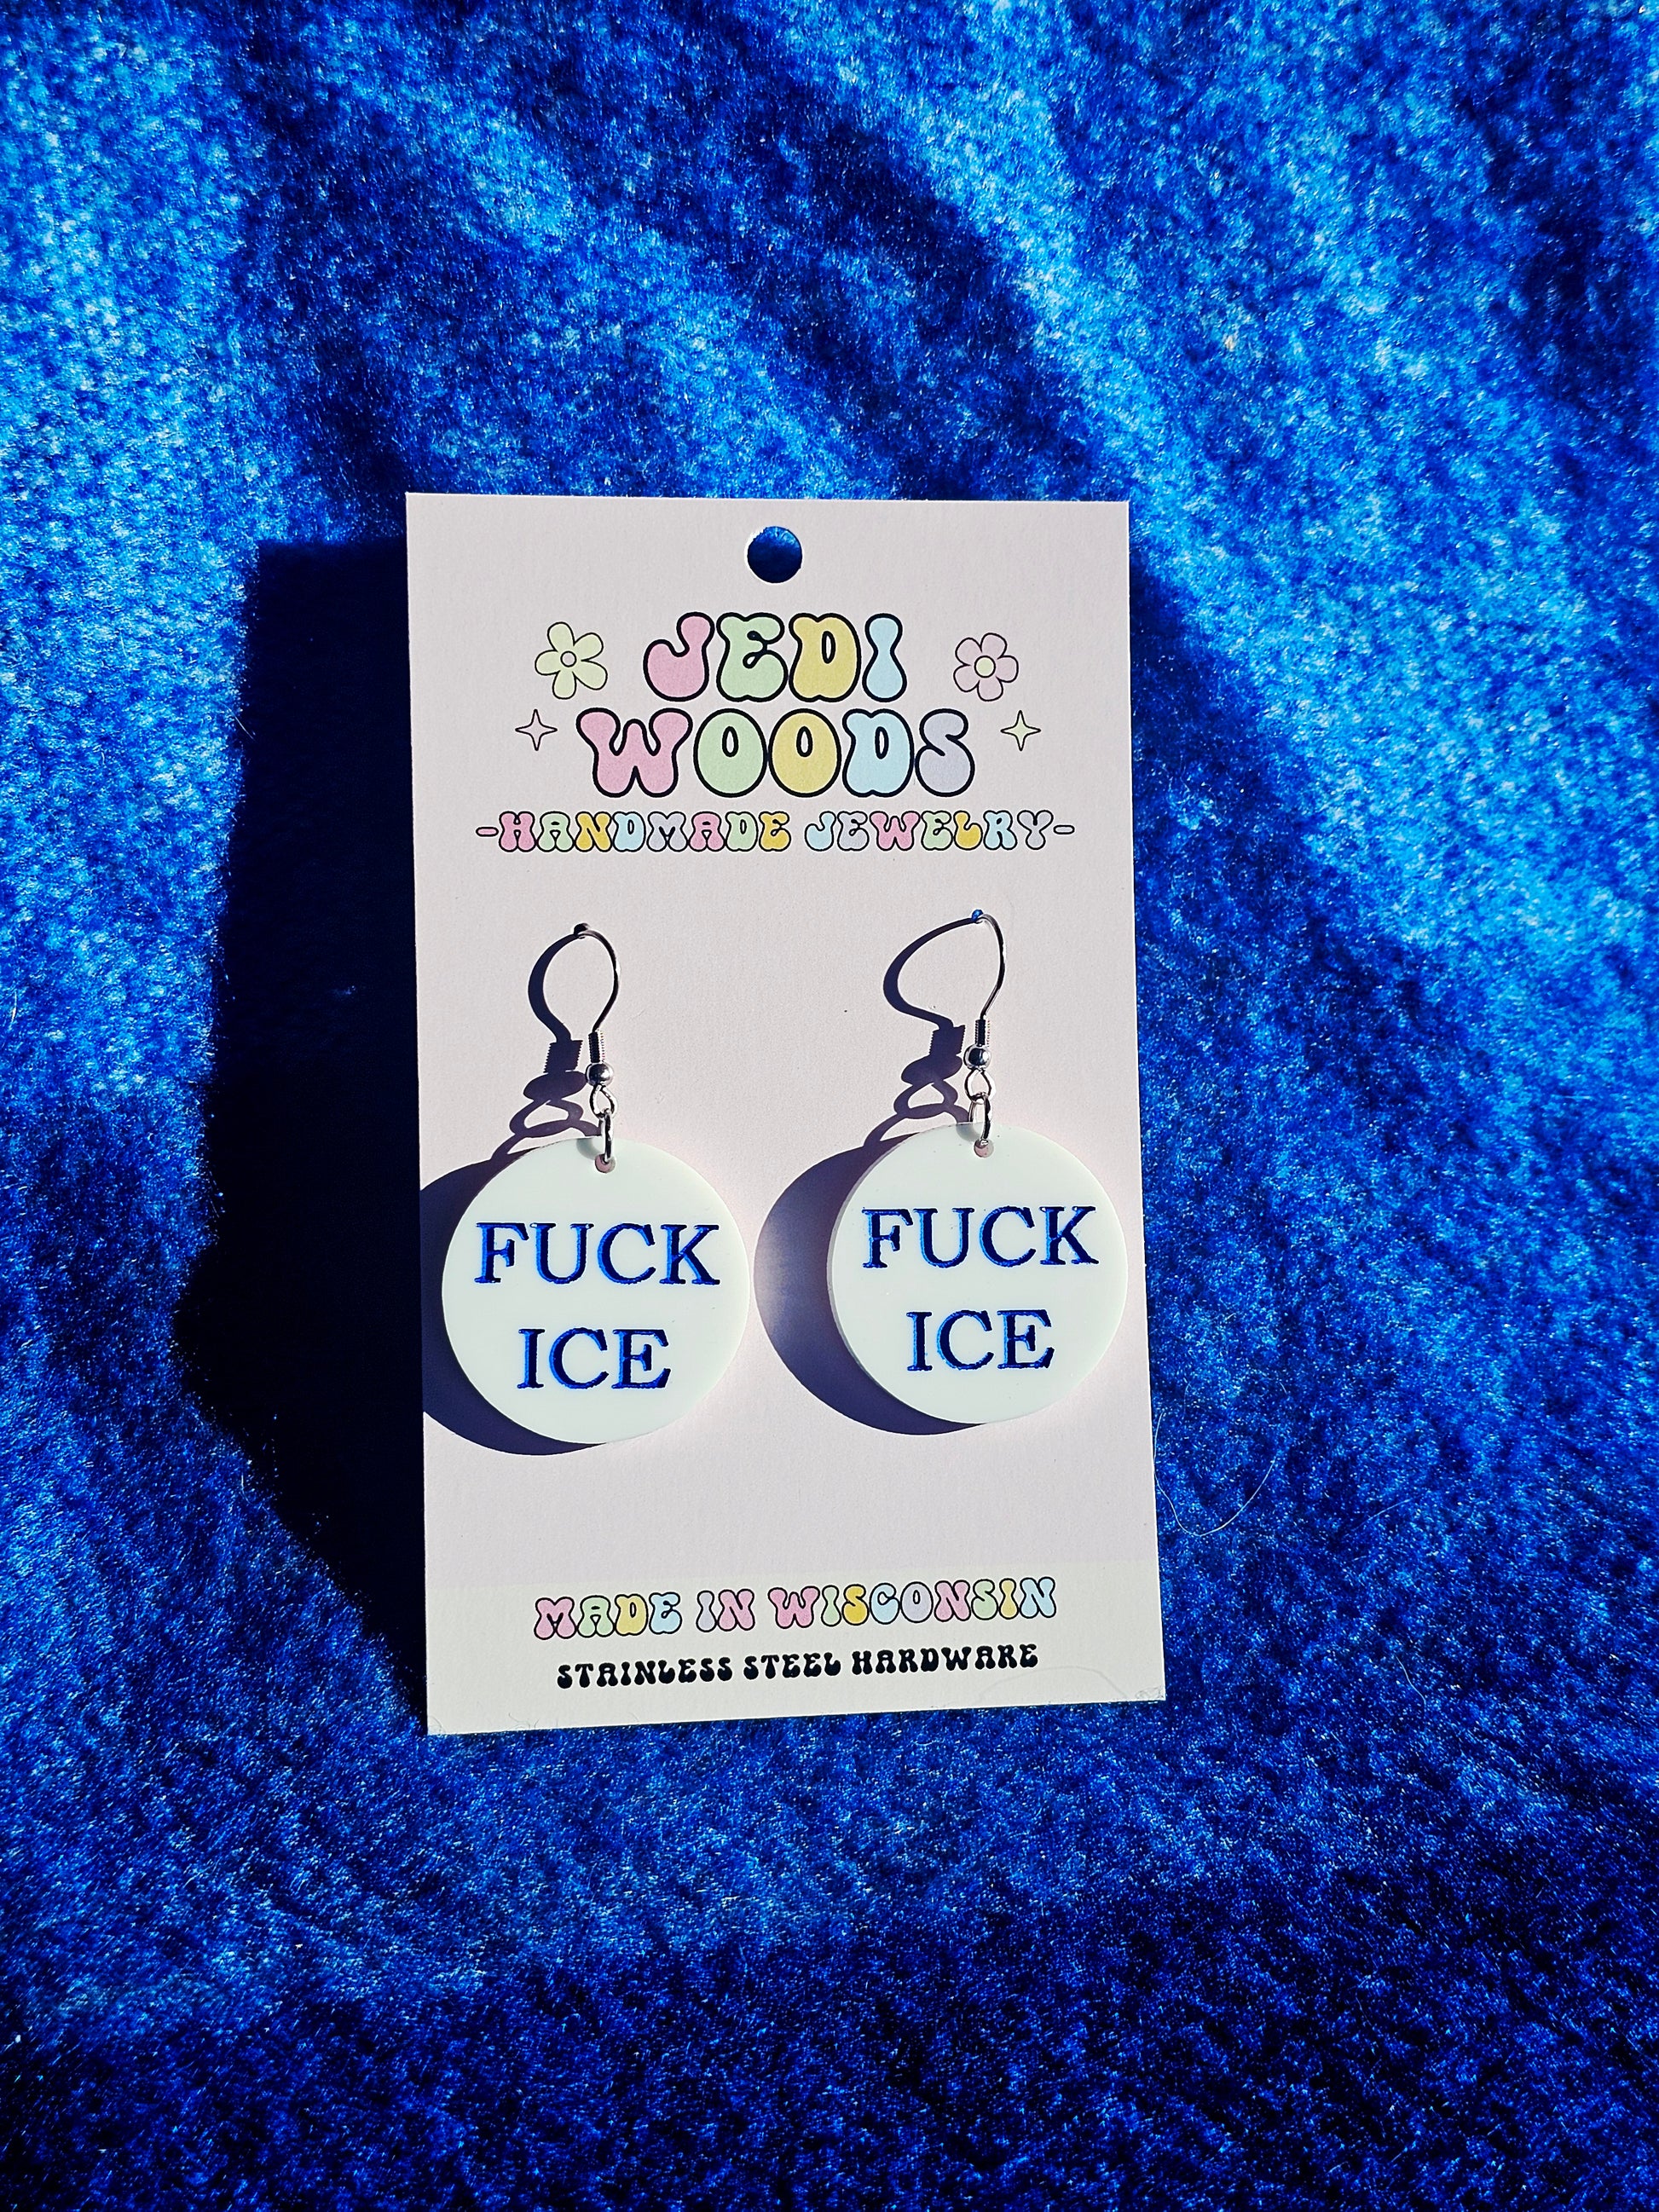 JEDI
WOODS
-HANDMADE JEWELRY-
FUCK
ICE
FUCK
ICE
MADE IN WISCONSIN
STAINLESS STEEL HARDWARE